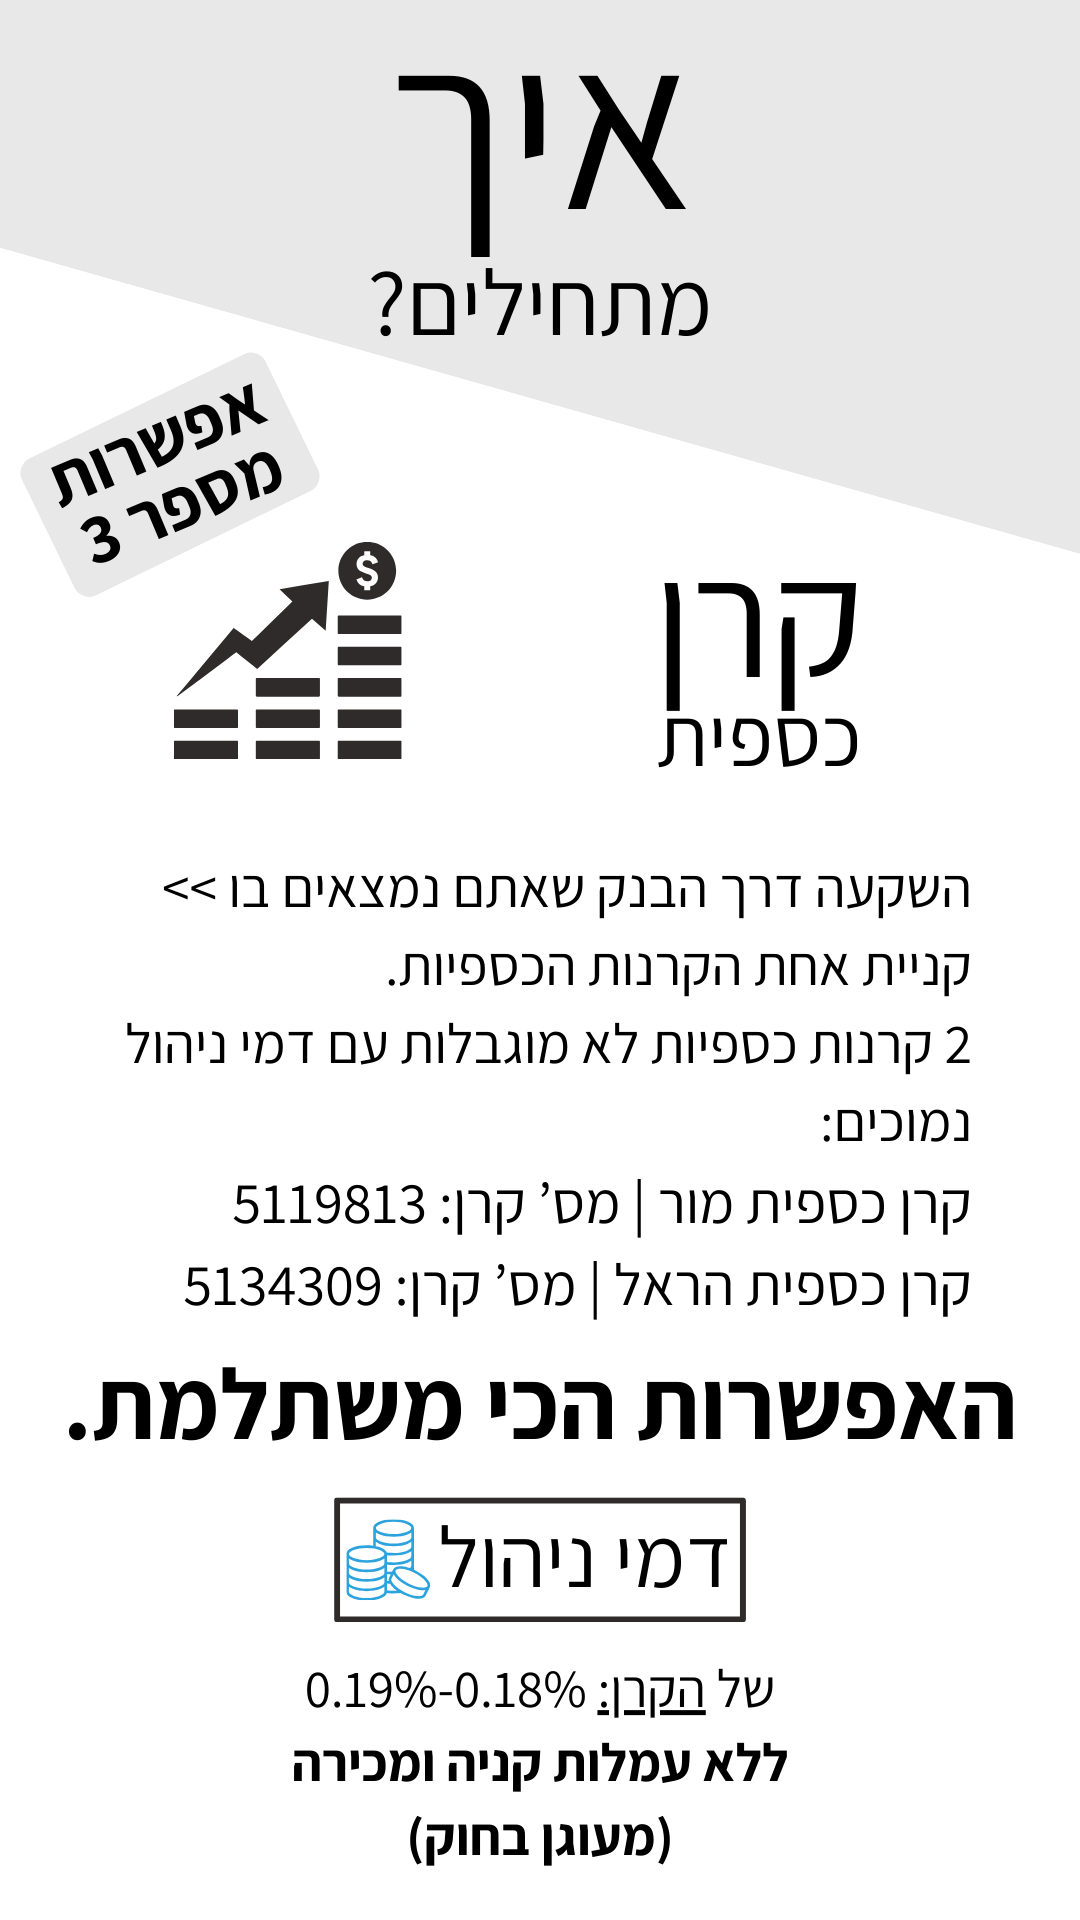 איך
מתחילים?
אפשרות
מספר 3
$
קרן
כספית
השקעה דרך הבנק שאתם נמצאים בו >>
קניית אחת הקרנות הכספיות.
2 קרנות כספיות לא מוגבלות עם דמי ניהול
נמוכים:
קרן כספית מור | מס’ קרן: 5119813
קרן כספית הראל | מס’ קרן: 5134309
האפשרות הכי משתלמת.
דמי ניהול
של הקרן: 0.19%-0.18%
ללא עמלות קניה ומכירה
(מעוגן בחוק)